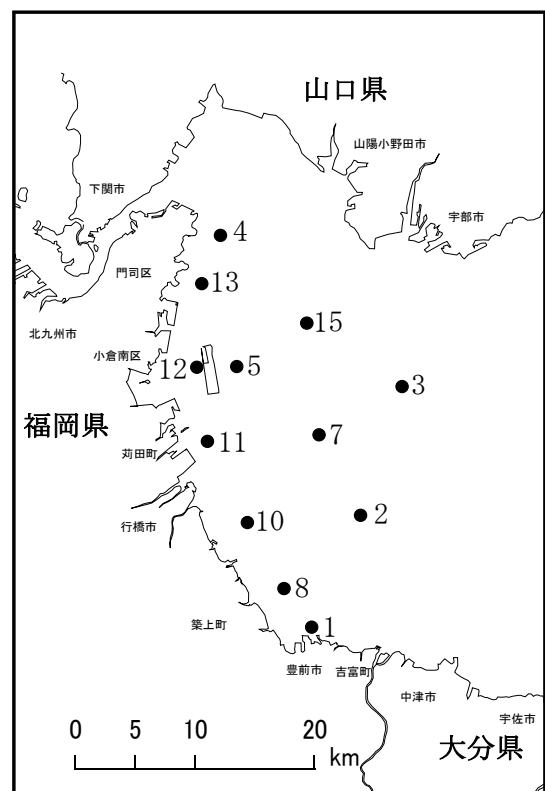 山口県
山陽小野田市
下関市
宇部市
4
門司区
13
15
北九州市
小倉南区
12
5
3
福岡県
7
11
苅田町
2
10
行橋市
8
築上町
1
豊前市
吉富町
中津市
宇佐市
0 5 10 20
km
大分県